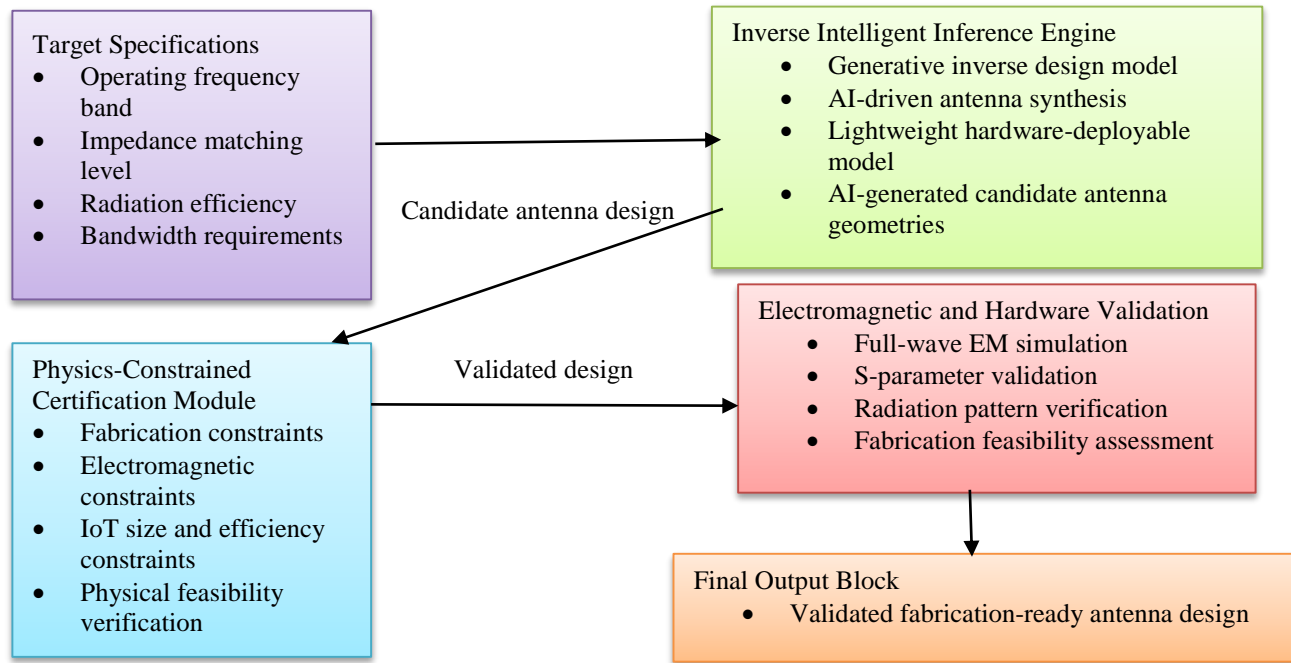 Target Specifications
• Operating frequency
band
• Impedance matching
level
• Radiation efficiency
• Bandwidth requirements
Inverse Intelligent Inference Engine
• Generative inverse design model
• AI-driven antenna synthesis
• Lightweight hardware-deployable
model
• AI-generated candidate antenna
geometries
Candidate antenna design
Physics-Constrained
Certification Module
• Fabrication constraints
• Electromagnetic
constraints
• IoT size and efficiency
constraints
• Physical feasibility
verification
Validated design
Electromagnetic and Hardware Validation
• Full-wave EM simulation
• S-parameter validation
• Radiation pattern verification
• Fabrication feasibility assessment
Final Output Block
• Validated fabrication-ready antenna design